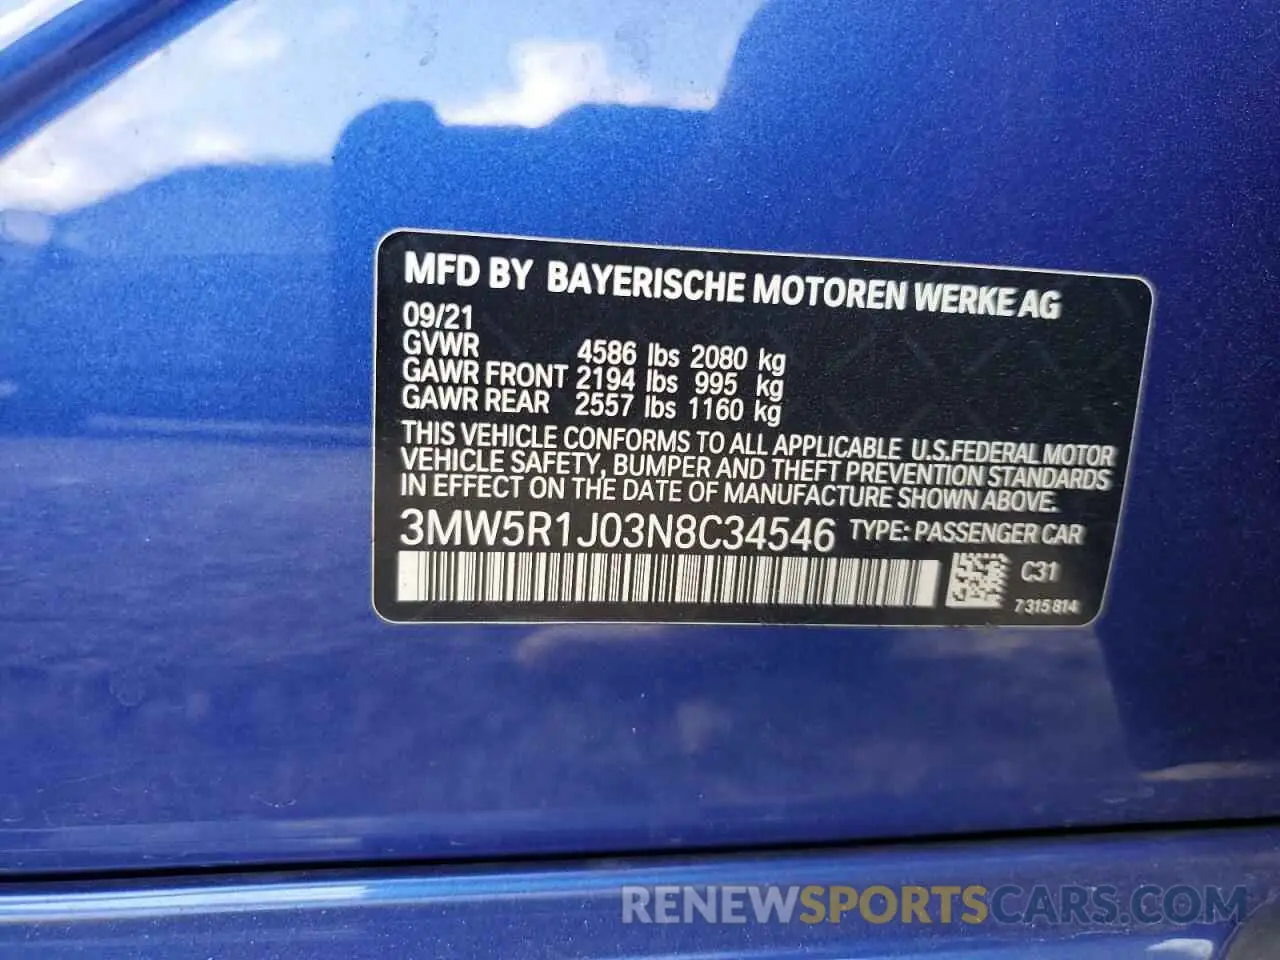 MFD BY BAYERISCHE MOTOREN WERKE AG
09/21
GVWR 4586 lbs 2080 kg
GAWR FRONT 2194 lbs 995 kg
GAWR REAR 2557 lbs 1160 kg
THIS VEHICLE CONFORMS TO ALL APPLICABLE U.S.FEDERAL MOTOR
VEHICLE SAFETY, BUMPER AND THEFT PREVENTION STANDARDS
IN EFFECT ON THE DATE OF MANUFACTURE SHOWN ABOVE.
3MW5R1J03N8C34546 TYPE: PASSENGER CAR
C31
7 315 814
RENEWSPORTSCARS.COM